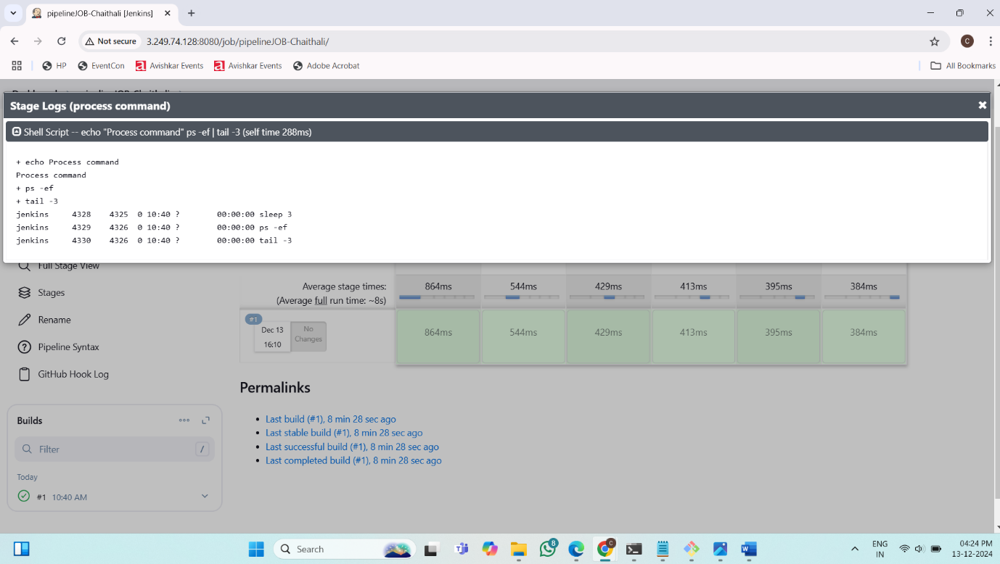 pipelineJOB-Chaithali [Jenkins]
Not secure 3.249.74.128:8080/job/pipelineJOB-Chaithali/
C
HP EventCon Avishkar Events Avishkar Events Adobe Acrobat All Bookmarks
Stage Logs (process command)
Shell Script -- echo "Process command" ps -ef | tail -3 (self time 288ms)
+ echo Process command
Process command
+ ps -ef
+ tail -3
jenkins 4328 4325 0 10:40 ? 00:00:00 sleep 3
jenkins 4329 4326 0 10:40 ? 00:00:00 ps -ef
jenkins 4330 4326 0 10:40 ? 00:00:00 tail -3
Full Stage View
Stages
Rename
Pipeline Syntax
GitHub Hook Log
Average stage times:
(Average full run time: ~8s)
864ms 544ms 429ms 413ms 395ms 384ms
#1
Dec 13
16:10
No
Changes
864ms 544ms 429ms 413ms 395ms 384ms
Permalinks
Last build (#1), 8 min 28 sec ago
Last stable build (#1), 8 min 28 sec ago
Last successful build (#1), 8 min 28 sec ago
Last completed build (#1), 8 min 28 sec ago
Builds
Filter /
Today
#1 10:40 AM
Search
8
C
ENG
IN
04:24 PM
13-12-2024